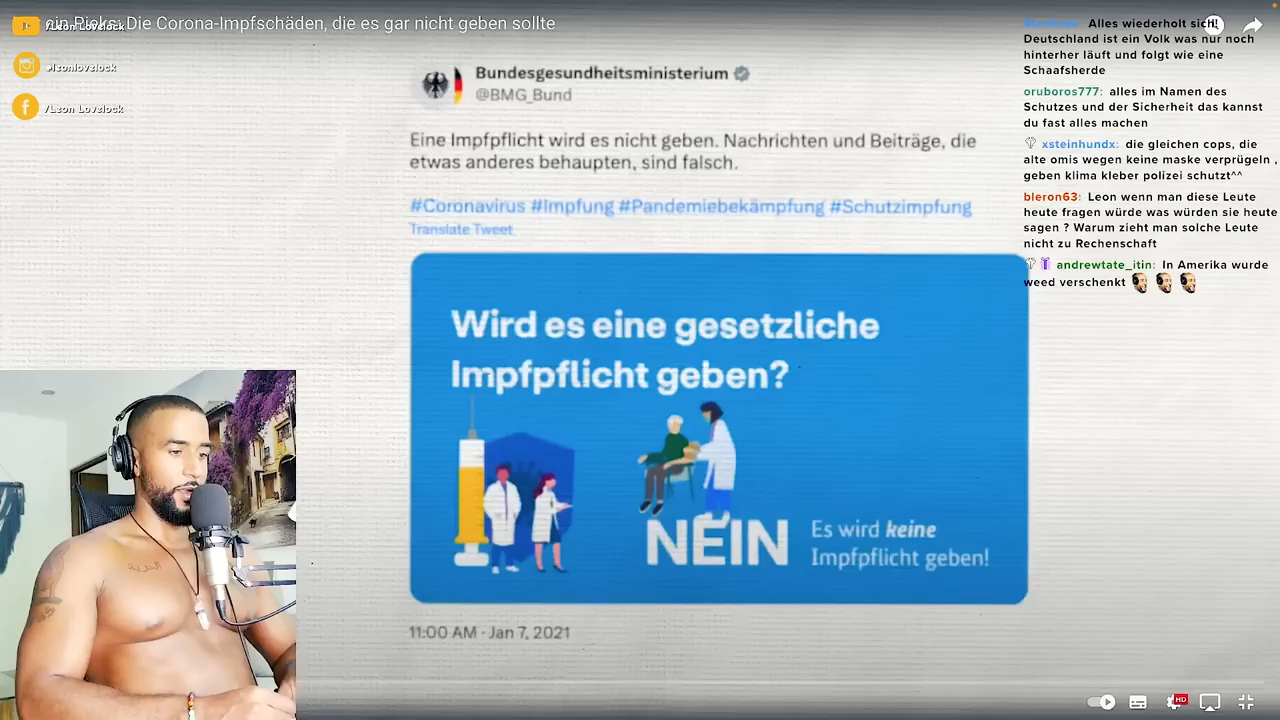 ein Pieks: Die Corona-Impfschäden, die es gar nicht geben sollte
/Leon Lovelock
#leonlovelock
/Leon Lovelock
Bundesgesundheitsministerium
@BMG_Bund
Eine Impfpflicht wird es nicht geben. Nachrichten und Beiträge, die
etwas anderes behaupten, sind falsch.
#Coronavirus #Impfung #Pandemiebekämpfung #Schutzimpfung
Translate Tweet
Wird es eine gesetzliche
Impfpflicht geben?
NEIN
Es wird keine
Impfpflicht geben!
11:00 AM · Jan 7, 2021
Alles wiederholt sich!
Deutschland ist ein Volk was nur noch
hinterher läuft und folgt wie eine
Schaafsherde
oruboros777: alles im Namen des
Schutzes und der Sicherheit das kannst
du fast alles machen
xsteinhundx: die gleichen cops, die
alte omis wegen keine maske verprügeln ,
geben klima kleber polizei schutzt^^
bleron63: Leon wenn man diese Leute
heute fragen würde was würden sie heute
sagen ? Warum zieht man solche Leute
nicht zu Rechenschaft
andrewtate_itin: In Amerika wurde
weed verschenkt
HD